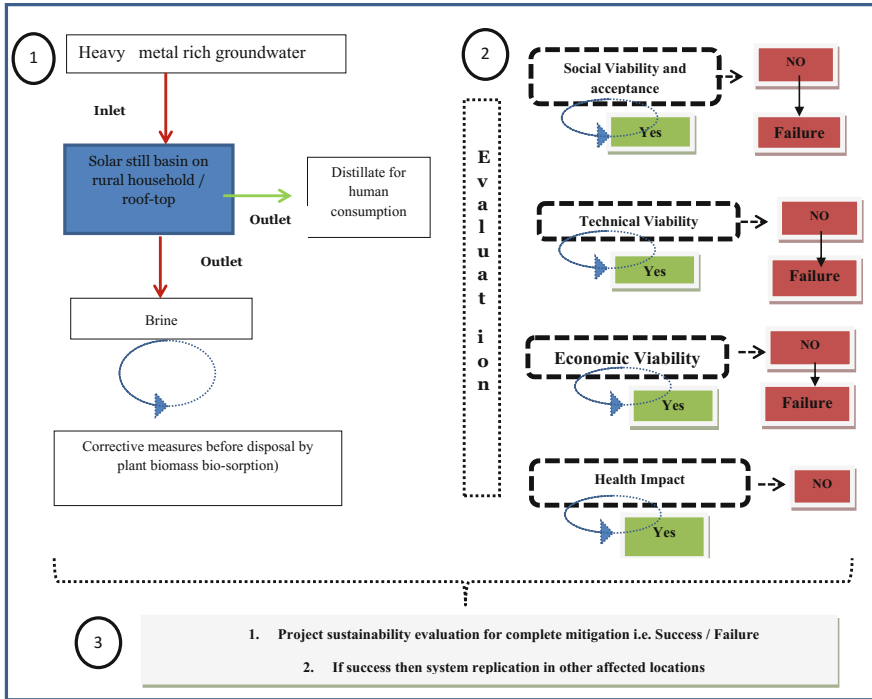 1
Heavy metal rich groundwater
Inlet
Solar still basin on
rural household /
roof-top
Outlet
Distillate for
human
consumption
Outlet
Brine
Corrective measures before disposal by
plant biomass bio-sorption)
2
Evaluat ion
Social Viability and
acceptance
NO
Yes
Failure
Technical Viability
NO
Yes
Failure
Economic Viability
NO
Yes
Failure
Health Impact
NO
Yes
3
1. Project sustainability evaluation for complete mitigation i.e. Success / Failure
2. If success then system replication in other affected locations